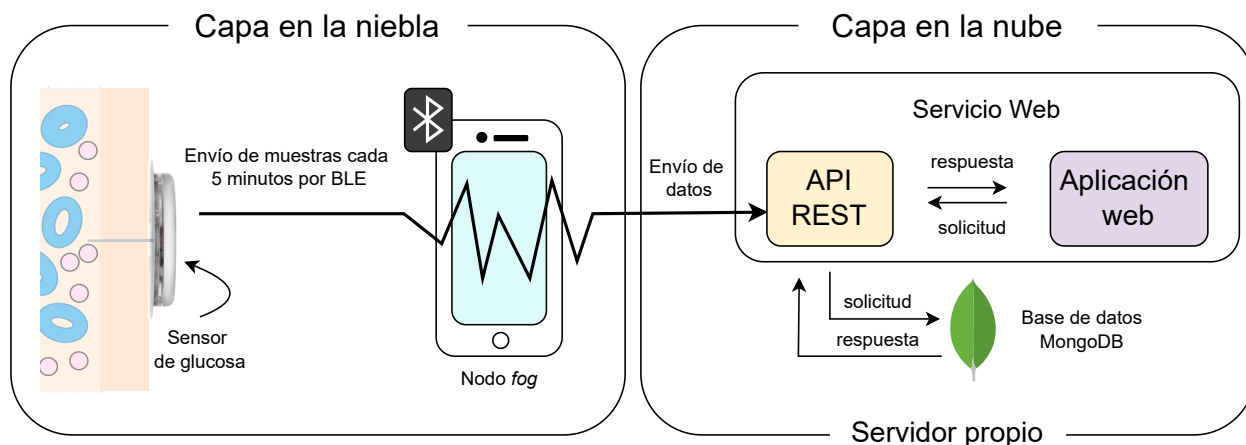 Capa en la niebla
Envío de muestras cada
5 minutos por BLE
Sensor
de glucosa
Nodo fog
Capa en la nube
Servicio Web
Envío de
datos
API
REST
respuesta
solicitud
Aplicación
web
solicitud
respuesta
Base de datos
MongoDB
Servidor propio